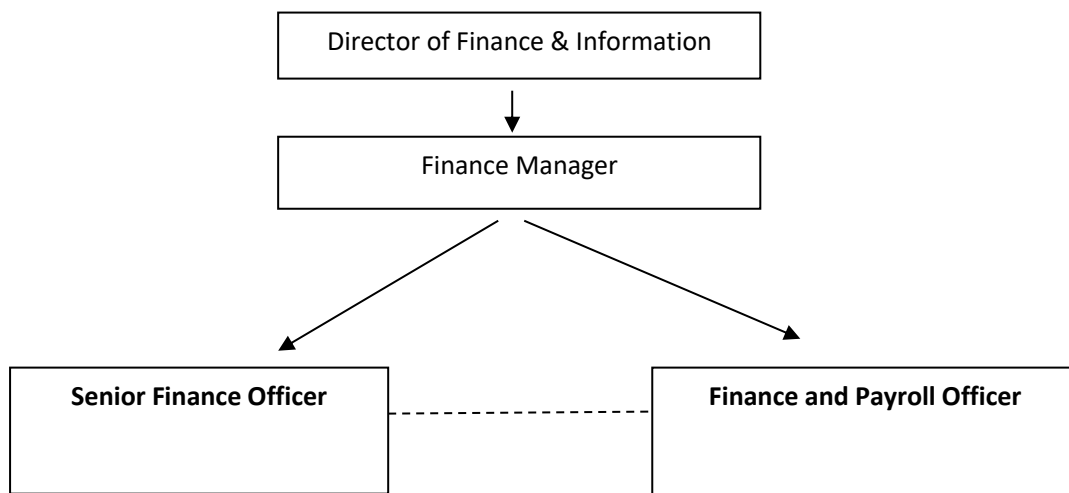 Director of Finance & Information
Finance Manager
Senior Finance Officer
Finance and Payroll Officer